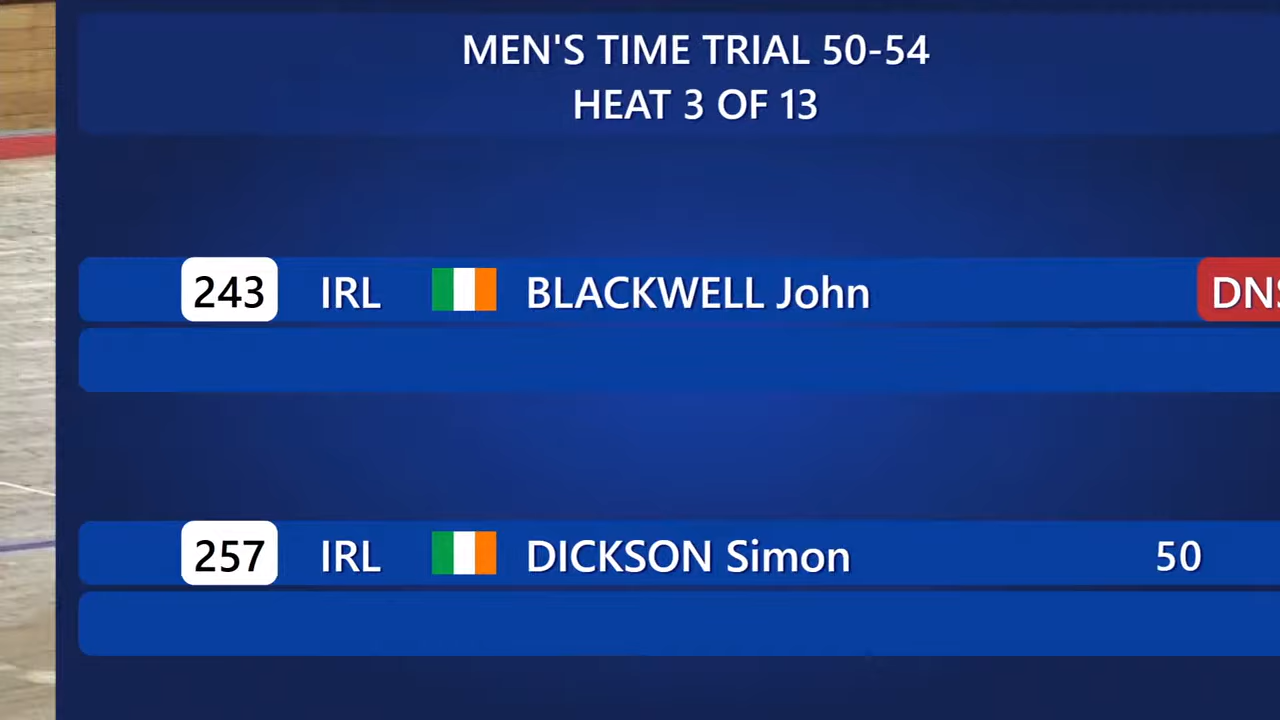 MEN'S TIME TRIAL 50-54
HEAT 3 OF 13
243 IRL BLACKWELL John
257 IRL DICKSON Simon 50